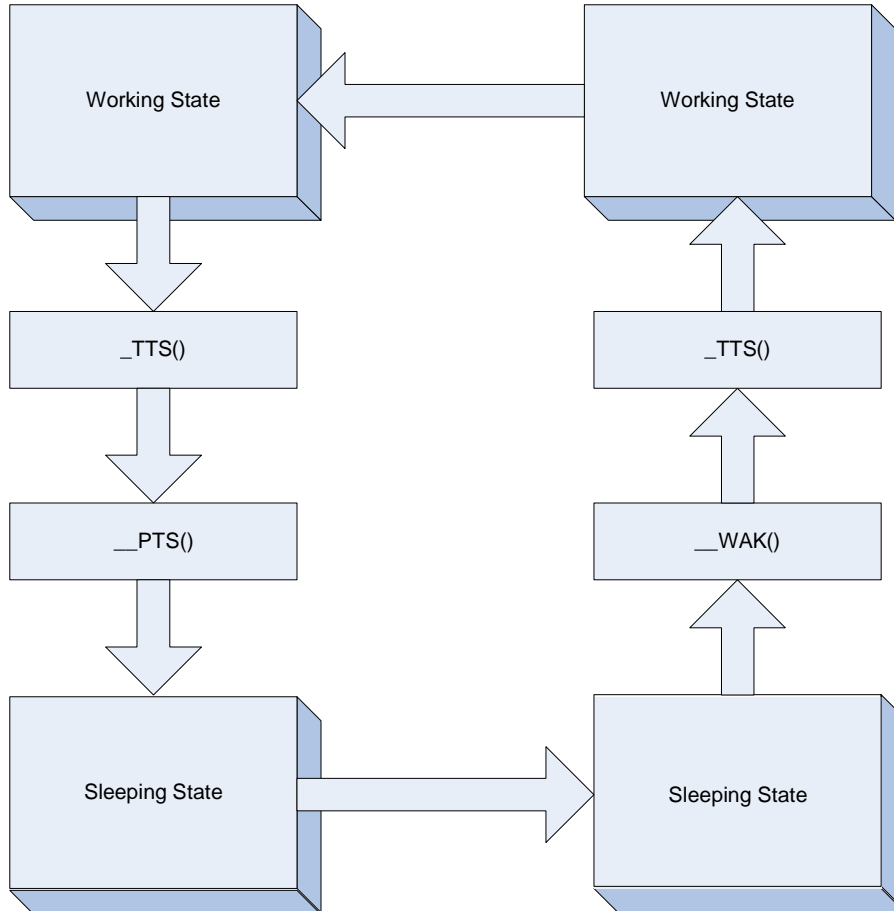 Working State
Working State
_TTS()
_TTS()
__PTS()
__WAK()
Sleeping State
Sleeping State